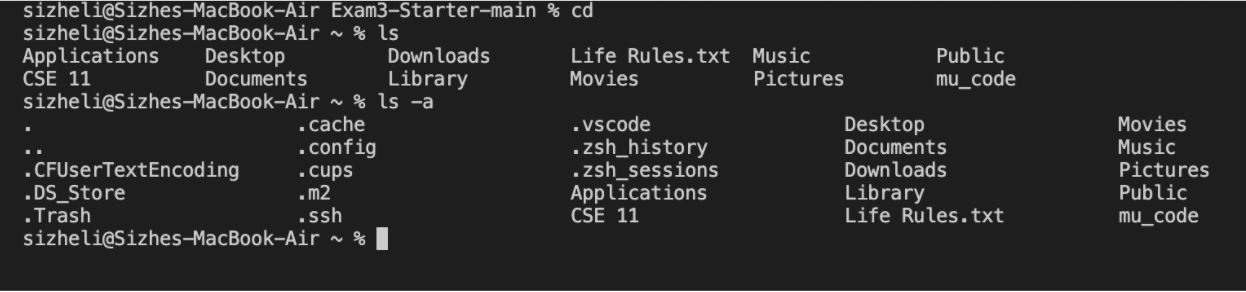 sizheli@Sizhes-MacBook-Air Exam3-Starter-main % cd
sizheli@Sizhes-MacBook-Air ~ % ls
Applications Desktop Downloads Life Rules.txt Music Public
CSE 11 Documents Library Movies Pictures mu_code
sizheli@Sizhes-MacBook-Air ~ % ls -a
. .cache .vscode Desktop Movies
.. .config .zsh_history Documents Music
.CFUserTextEncoding .cups .zsh_sessions Downloads Pictures
.DS_Store .m2 Applications Library Public
.Trash .ssh CSE 11 Life Rules.txt mu_code
sizheli@Sizhes-MacBook-Air ~ %